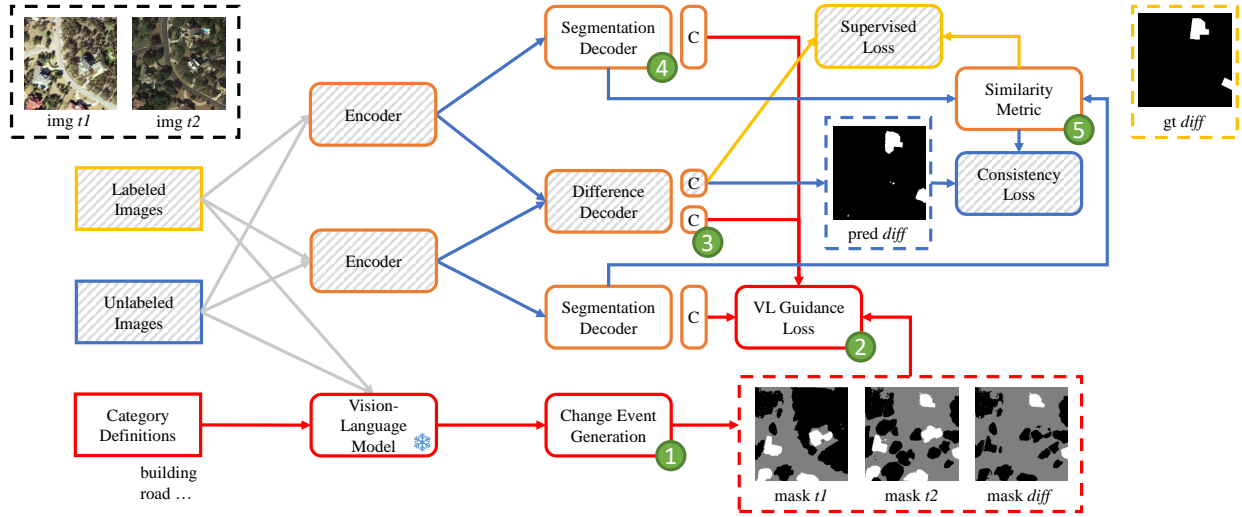 img t1
img t2
Labeled
Images
Unlabeled
Images
Category
Definitions
building
road ...
Encoder
Encoder
Vision-
Language
Model
Segmentation
Decoder
4
C
Difference
Decoder
C
C
3
Segmentation
Decoder
C
Change Event
Generation
1
Supervised
Loss
Similarity
Metric
5
pred diff
Consistency
Loss
VL Guidance
Loss
2
mask t1
mask t2
mask diff
gt diff